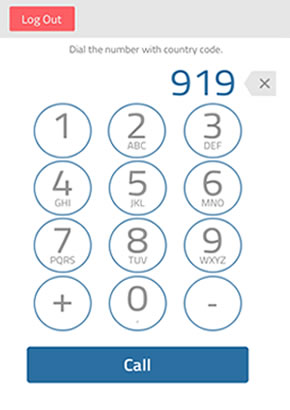 Log Out
Dial the number with country code.
919
1 2 3
ABC DEF
4 5 6
GHI JKL MNO
7 8 9
PQRS TUV WXYZ
+ 0 -
Call